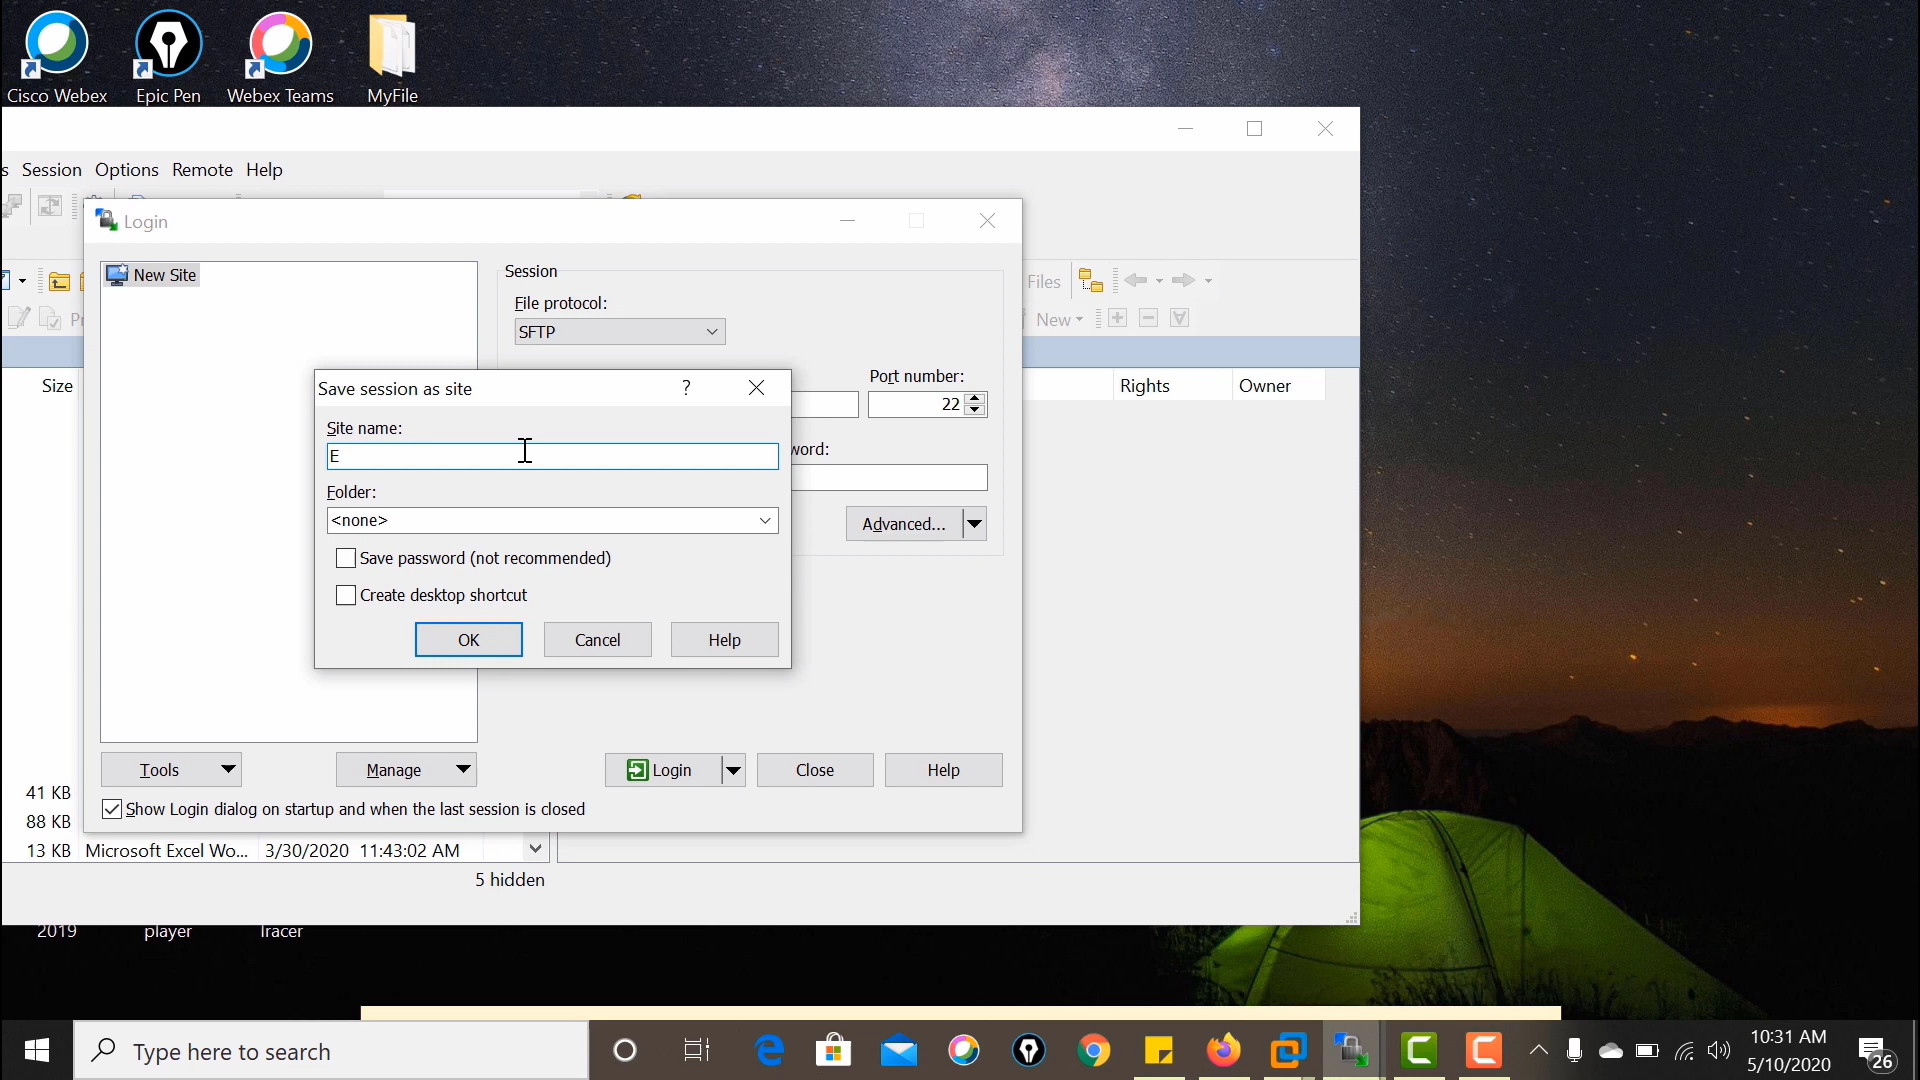 Cisco Webex
Epic Pen
Webex Teams
MyFile
s Session Options Remote Help
Login
New Site
Session
File protocol:
SFTP
Files
New
Save session as site
?
Port number:
22
Size
Rights
Owner
Site name:
E
word:
Folder:
<none>
Advanced...
Save password (not recommended)
Create desktop shortcut
OK
Cancel
Help
Tools
Manage
Login
Close
Help
41 KB
Show Login dialog on startup and when the last session is closed
88 KB
13 KB Microsoft Excel Wo... 3/30/2020 11:43:02 AM
5 hidden
2019
player
Tracer
Type here to search
10:31 AM
5/10/2020
26